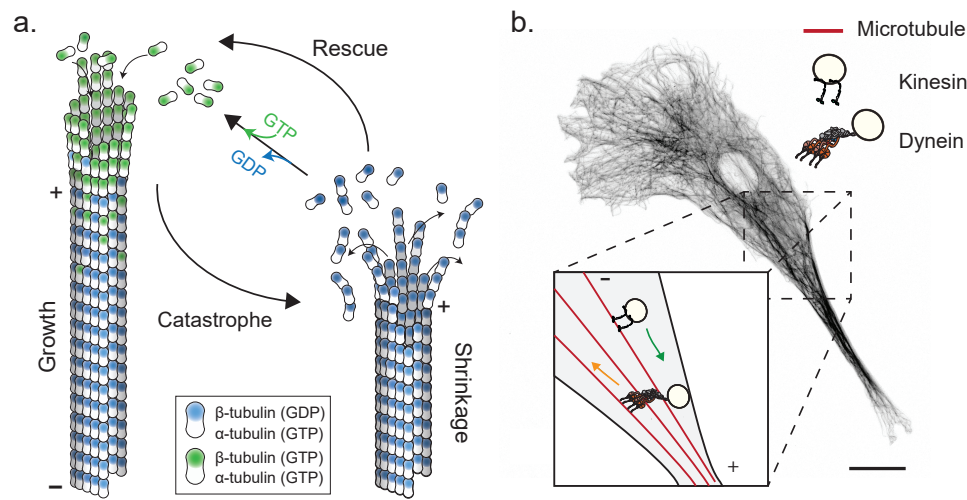 a.
Rescue
GTP
GDP
+
Growth
Catastrophe
+
Shrinkage
β-tubulin (GDP)
α-tubulin (GTP)
β-tubulin (GTP)
α-tubulin (GTP)
–
b.
Microtubule
Kinesin
Dynein
-
+